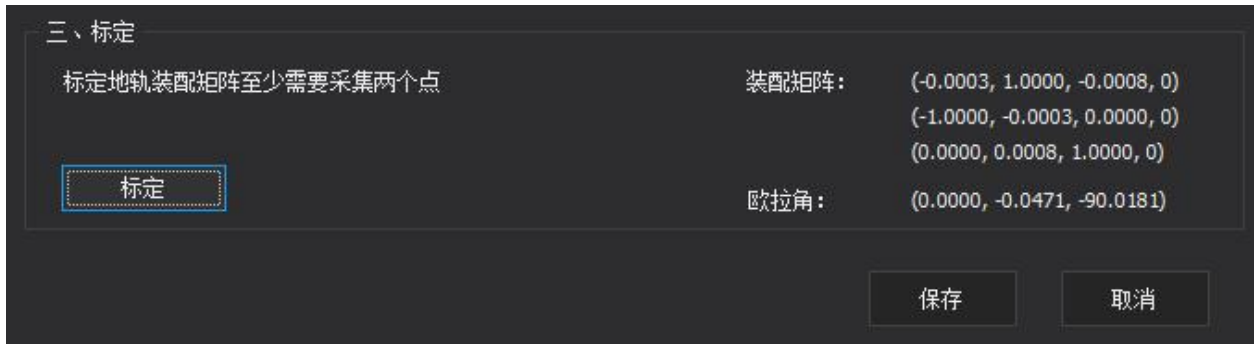 三、标定
标定地轨装配矩阵至少需要采集两个点
装配矩阵： (-0.0003, 1.0000, -0.0008, 0)
(-1.0000, -0.0003, 0.0000, 0)
(0.0000, 0.0008, 1.0000, 0)
标定
欧拉角： (0.0000, -0.0471, -90.0181)
保存 取消